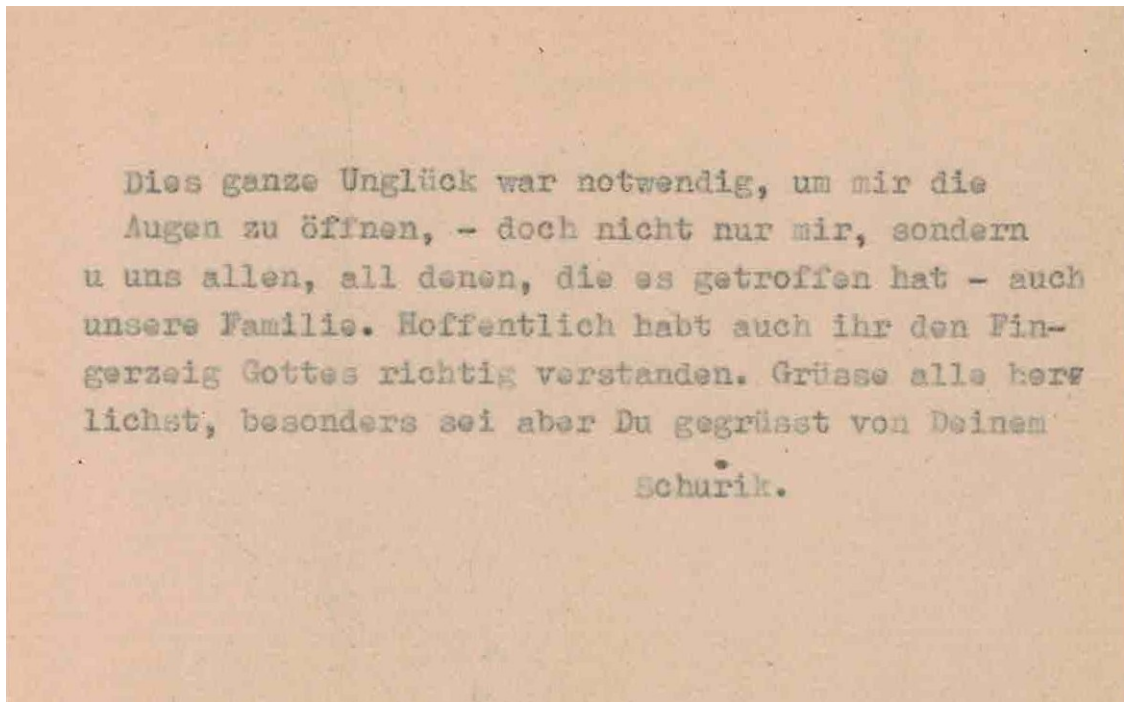 Dies ganze Unglück war notwendig, um mir die
Augen zu öffnen, - doch nicht nur mir, sondern
u uns allen, all denen, die es getroffen hat - auch
unsere Familie. Hoffentlich habt auch ihr den Fin-
gerzeig Gottes richtig verstanden. Grüsse alle herz
lichst, besonders sei aber Du gegrüsst von Deinem
Schurik.